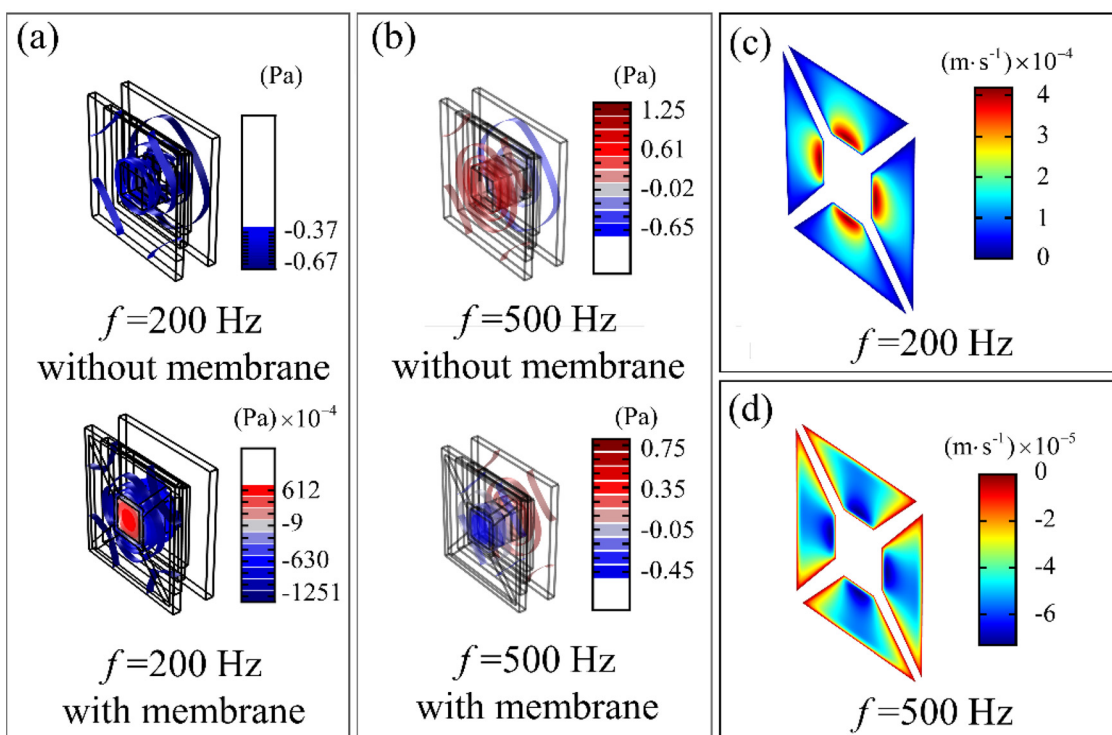 (a)
(Pa)
-0.37
-0.67
f=200 Hz
without membrane
(Pa)×10⁻⁴
612
-9
-630
-1251
f=200 Hz
with membrane
(b)
(Pa)
1.25
0.61
-0.02
-0.65
f=500 Hz
without membrane
(Pa)
0.75
0.35
-0.05
-0.45
f=500 Hz
with membrane
(c)
(m·s⁻¹)×10⁻⁴
4
3
2
1
0
f=200 Hz
(d)
(m·s⁻¹)×10⁻⁵
0
-2
-4
-6
f=500 Hz